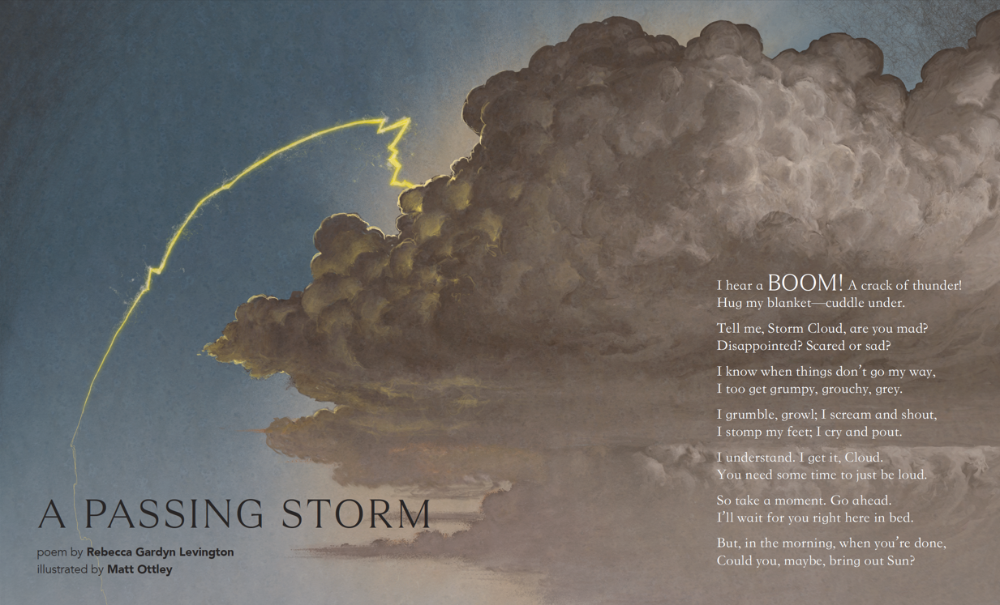 A PASSING STORM
poem by Rebecca Gardyn Levington
illustrated by Matt Ottley
I hear a BOOM! A crack of thunder!
Hug my blanket—cuddle under.
Tell me, Storm Cloud, are you mad?
Disappointed? Scared or sad?
I know when things don’t go my way,
I too get grumpy, grouchy, grey.
I grumble, growl; I scream and shout,
I stomp my feet; I cry and pout.
I understand. I get it, Cloud.
You need some time to just be loud.
So take a moment. Go ahead.
I’ll wait for you right here in bed.
But, in the morning, when you’re done,
Could you, maybe, bring out Sun?